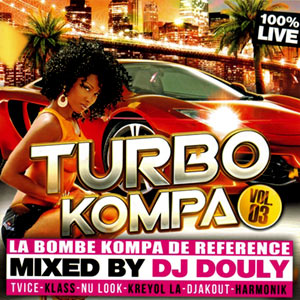 100%
LIVE
TURBO
KOMPA
VOL.
03
LA BOMBE KOMPA DE REFERENCE
MIXED BY DJ DOULY
TVICE-KLASS-NU LOOK-KREYOL LA-DJAKOUT-HARMONIK